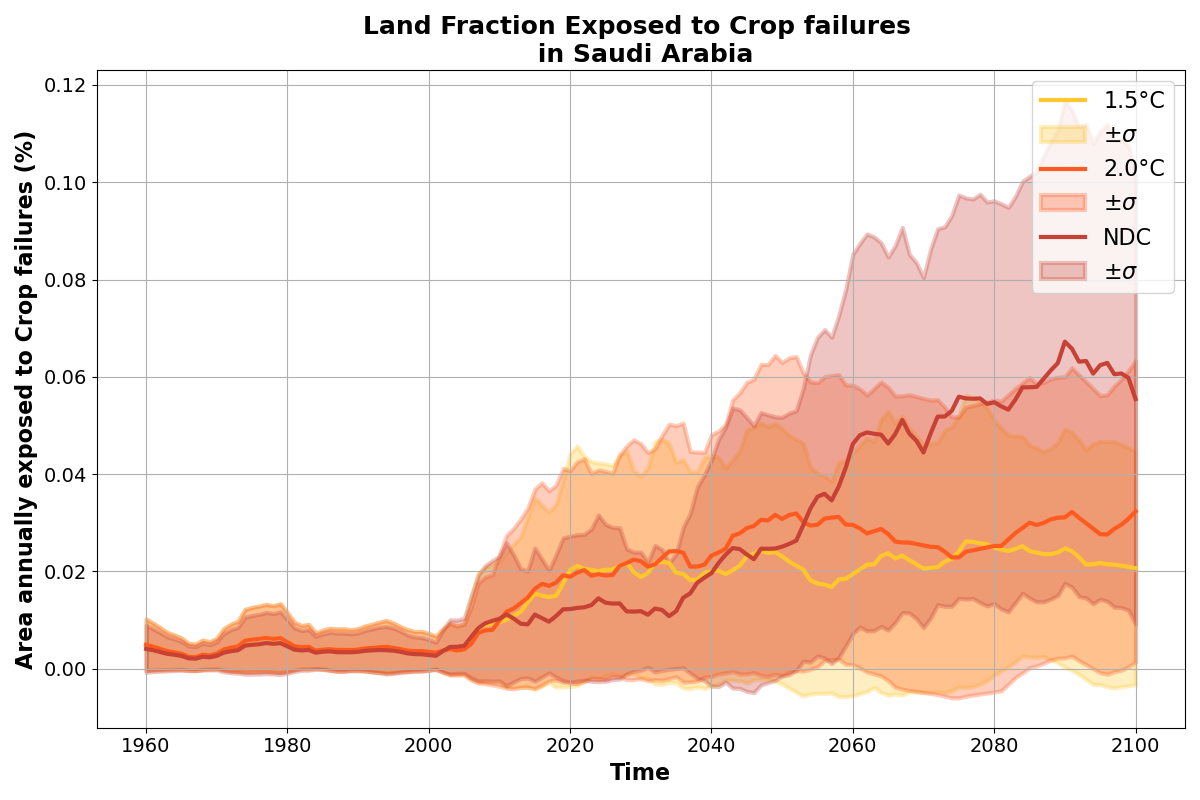 Land Fraction Exposed to Crop failures
in Saudi Arabia
Area annually exposed to Crop failures (%)
0.12
0.10
0.08
0.06
0.04
0.02
0.00
1960
1980
2000
2020
2040
2060
2080
2100
Time
1.5°C
±σ
2.0°C
±σ
NDC
±σ